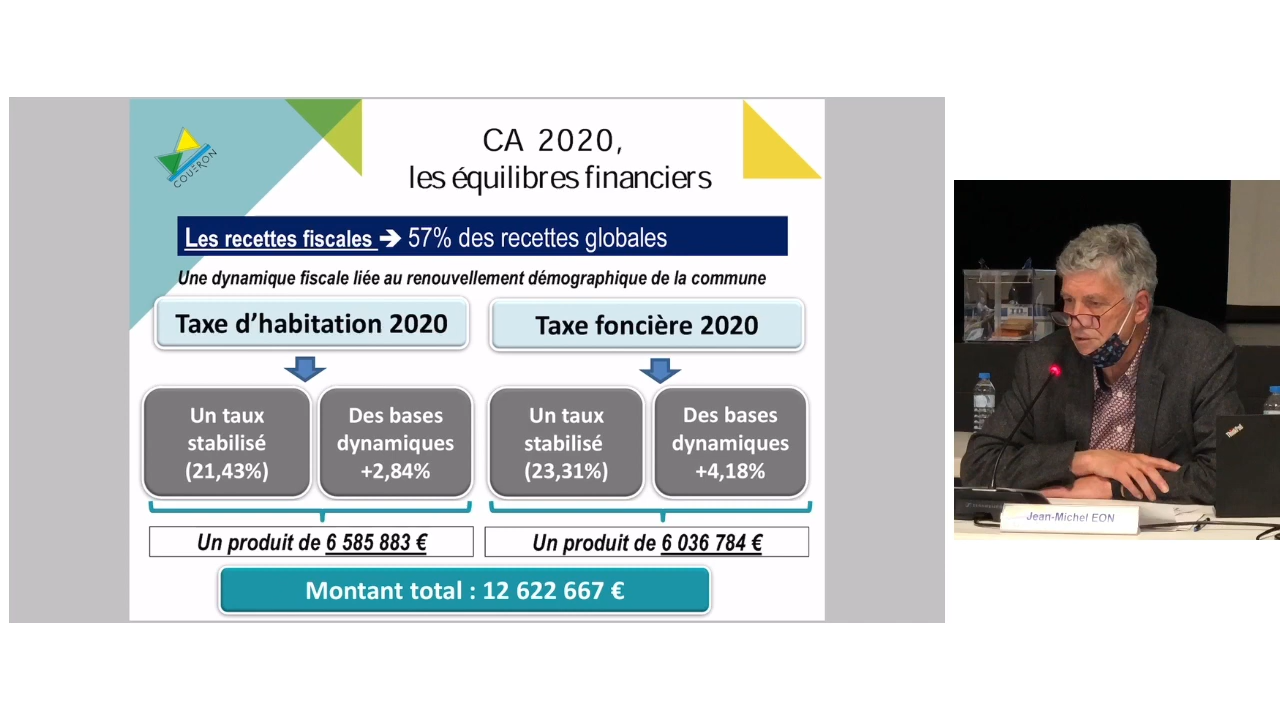 COUËRON
CA 2020,
les équilibres financiers
Les recettes fiscales ➔ 57% des recettes globales
Une dynamique fiscale liée au renouvellement démographique de la commune
Taxe d'habitation 2020
Taxe foncière 2020
Un taux
stabilisé
(21,43%)
Des bases
dynamiques
+2,84%
Un taux
stabilisé
(23,31%)
Des bases
dynamiques
+4,18%
Un produit de 6 585 883 €
Un produit de 6 036 784 €
Montant total : 12 622 667 €
ThinkPad
Jean-Michel EON